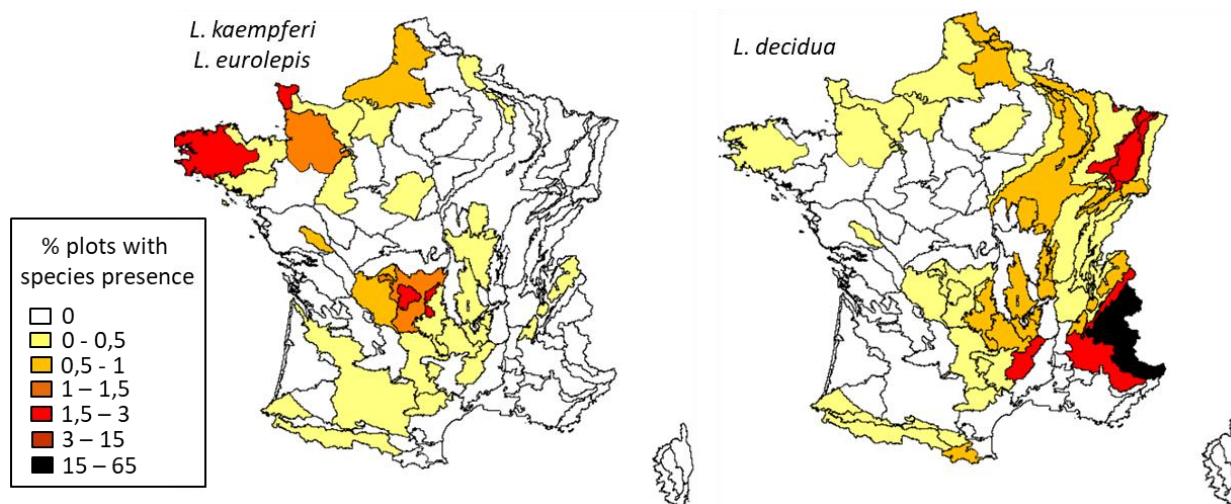 L. kaempferi
L. eurolepis
L. decidua
% plots with
species presence
0
0 - 0,5
0,5 - 1
1 – 1,5
1,5 – 3
3 – 15
15 – 65